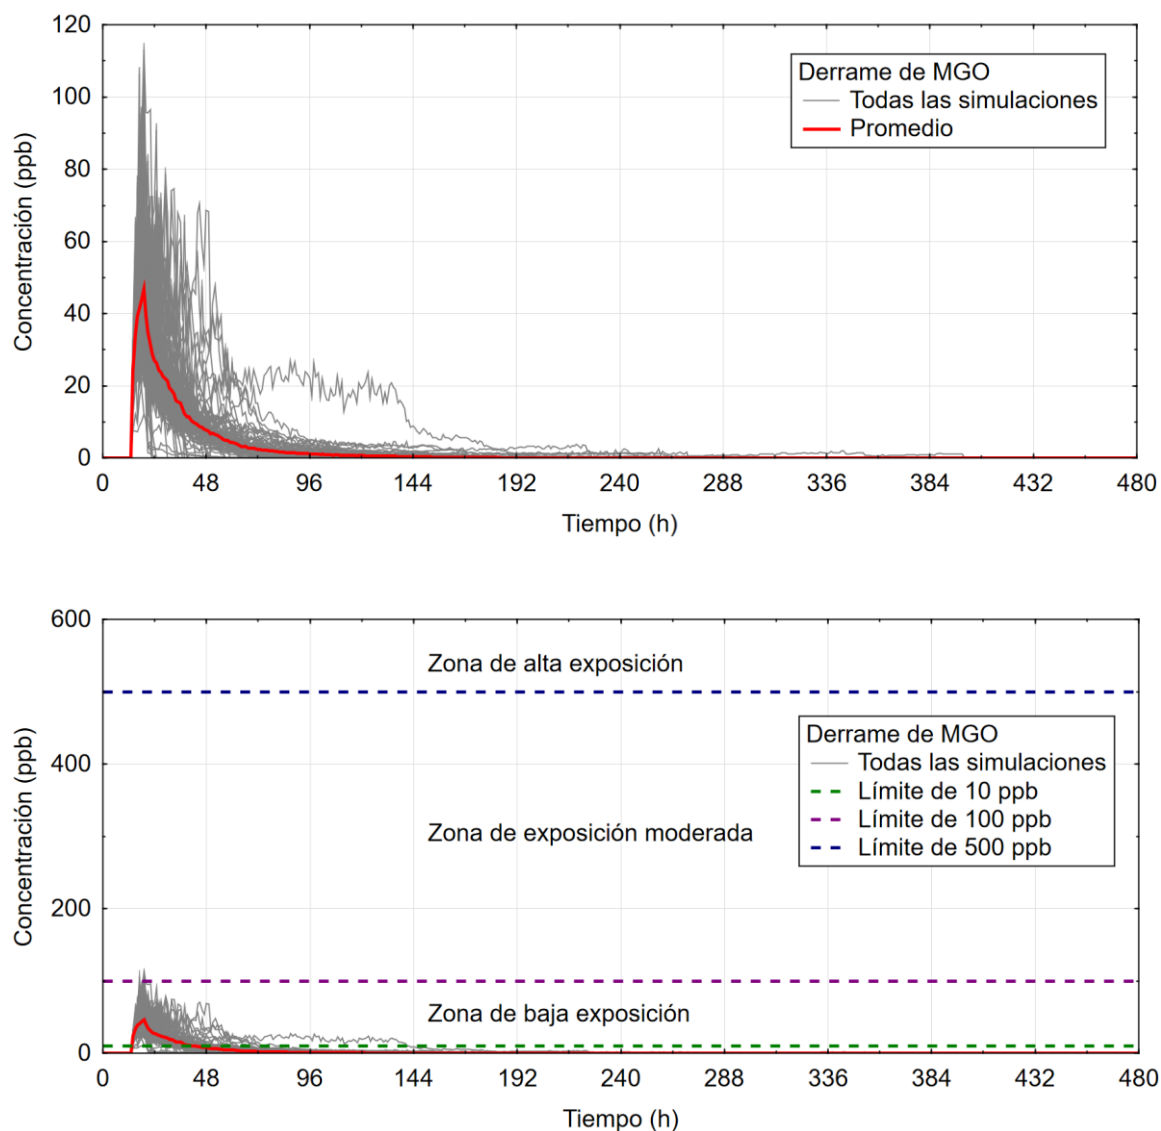 120
100
80
60
40
20
0
Concentración (ppb)
Derrame de MGO
Todas las simulaciones
Promedio
0 48 96 144 192 240 288 336 384 432 480
Tiempo (h)
600
400
200
0
Concentración (ppb)
Zona de alta exposición
Zona de exposición moderada
Zona de baja exposición
Derrame de MGO
Todas las simulaciones
Límite de 10 ppb
Límite de 100 ppb
Límite de 500 ppb
0 48 96 144 192 240 288 336 384 432 480
Tiempo (h)